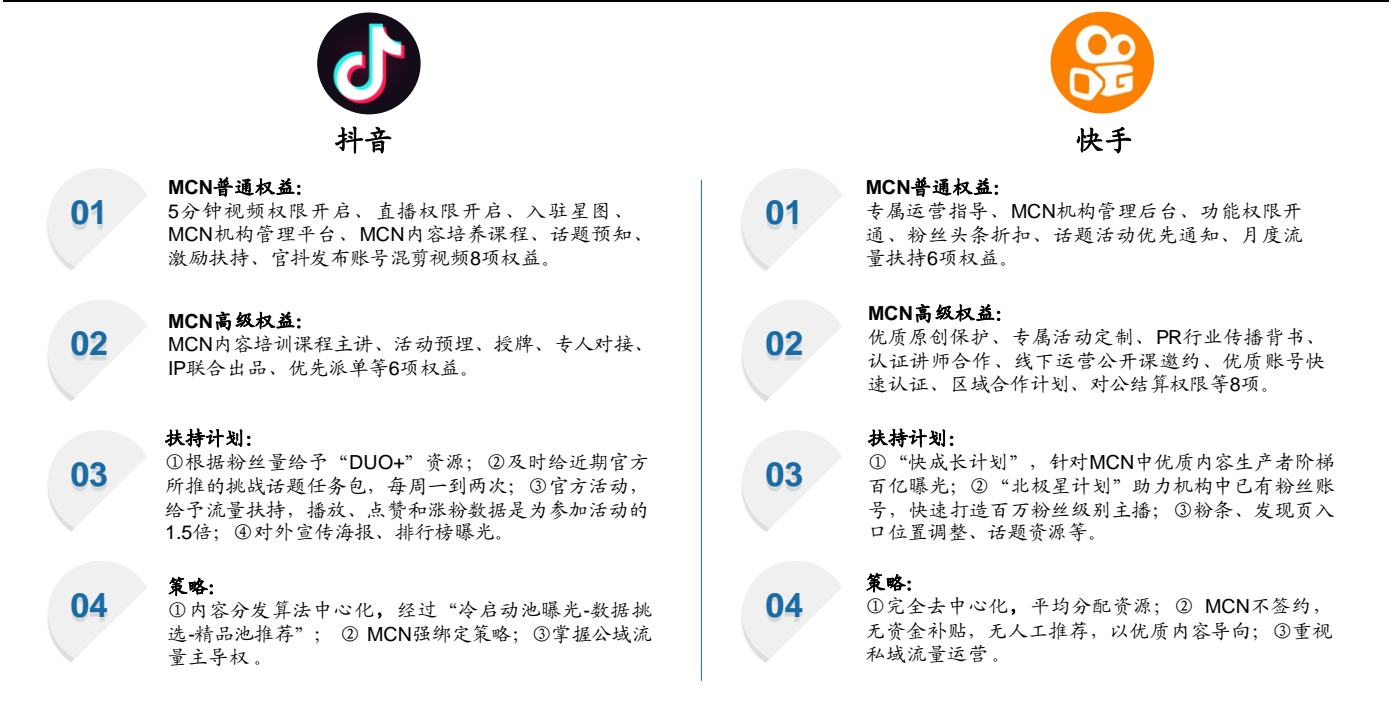 抖音
01
MCN普通权益:
5分钟视频权限开启、直播权限开启、入驻星图、
MCN机构管理平台、MCN内容培养课程、话题预知、
激励扶持、官抖发布账号混剪视频8项权益。
02
MCN高级权益:
MCN内容培训课程主讲、活动预埋、授牌、专人对接、
IP联合出品、优先派单等6项权益。
03
扶持计划:
①根据粉丝量给予“DUO+”资源；②及时给近期官方
所推的挑战话题任务包，每周一到两次；③官方活动，
给予流量扶持，播放、点赞和涨粉数据是为参加活动的
1.5倍；④对外宣传海报、排行榜曝光。
04
策略:
①内容分发算法中心化，经过“冷启动池曝光-数据挑
选-精品池推荐”； ② MCN强绑定策略；③掌握公域流
量主导权。
快手
01
MCN普通权益:
专属运营指导、MCN机构管理后台、功能权限开
通、粉丝头条折扣、话题活动优先通知、月度流
量扶持6项权益。
02
MCN高级权益:
优质原创保护、专属活动定制、PR行业传播背书、
认证讲师合作、线下运营公开课邀约、优质账号快
速认证、区域合作计划、对公结算权限等8项。
03
扶持计划:
①“快成长计划”，针对MCN中优质内容生产者阶梯
百亿曝光；②“北极星计划”助力机构中已有粉丝账
号，快速打造百万粉丝级别主播；③粉条、发现页入
口位置调整、话题资源等。
04
策略:
①完全去中心化，平均分配资源；② MCN不签约，
无资金补贴，无人工推荐，以优质内容导向；③重视
私域流量运营。